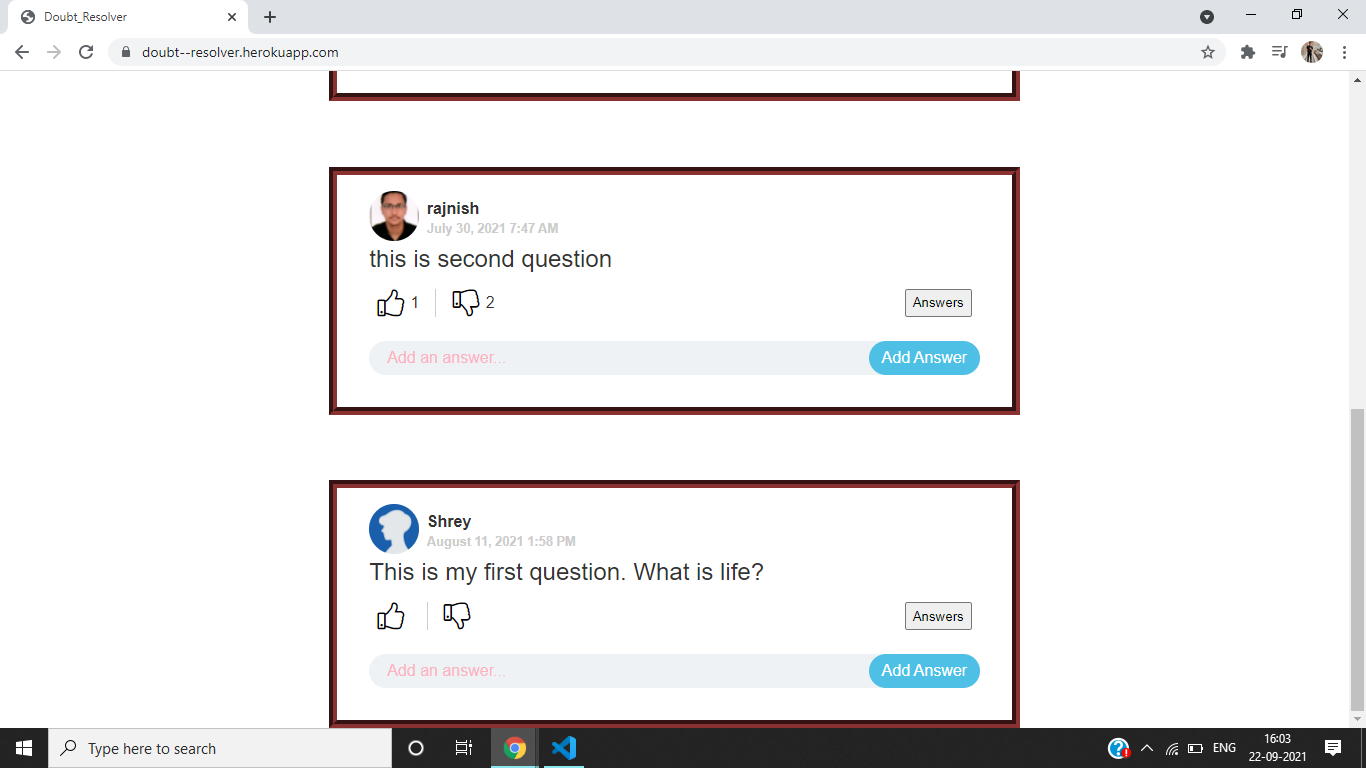 Doubt_Resolver
doubt--resolver.herokuapp.com
rajnish
July 30, 2021 7:47 AM
this is second question
1
2
Answers
Add an answer...
Add Answer
Shrey
August 11, 2021 1:58 PM
This is my first question. What is life?
Answers
Add an answer...
Add Answer
Type here to search
ENG
16:03
22-09-2021